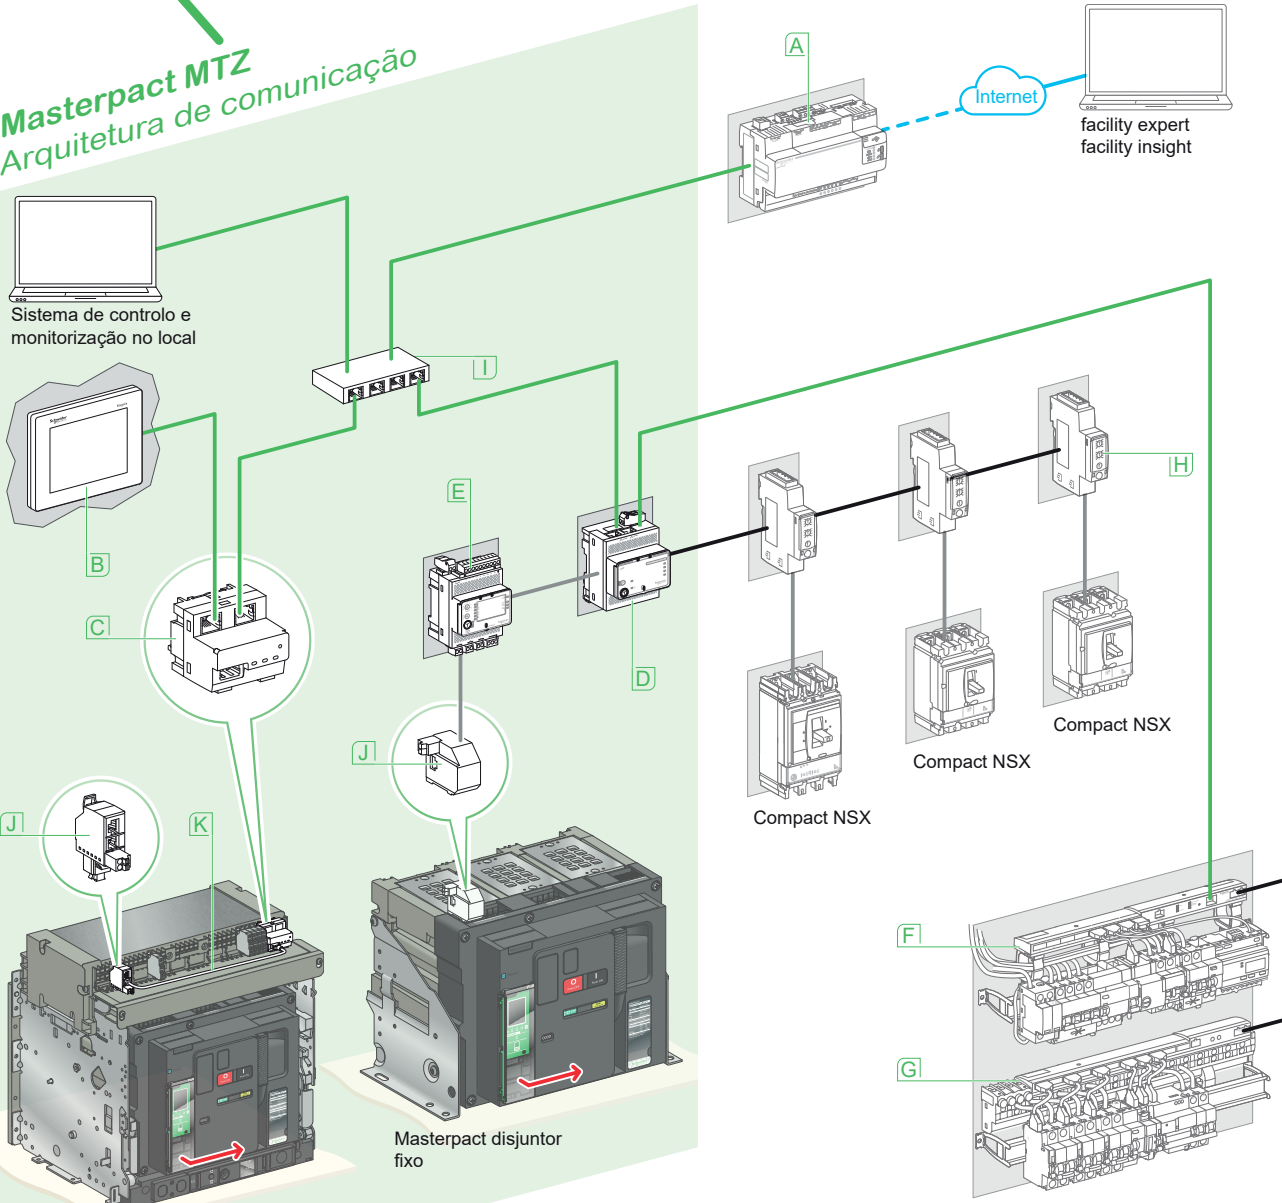 Masterpact MTZ
Arquitetura de comunicação
A
Internet
facility expert
facility insight
Sistema de controlo e
monitorização no local
I
H
E
B
C
D
J
Compact NSX
Compact NSX
Compact NSX
J
K
F
G
Masterpact disjuntor
fixo